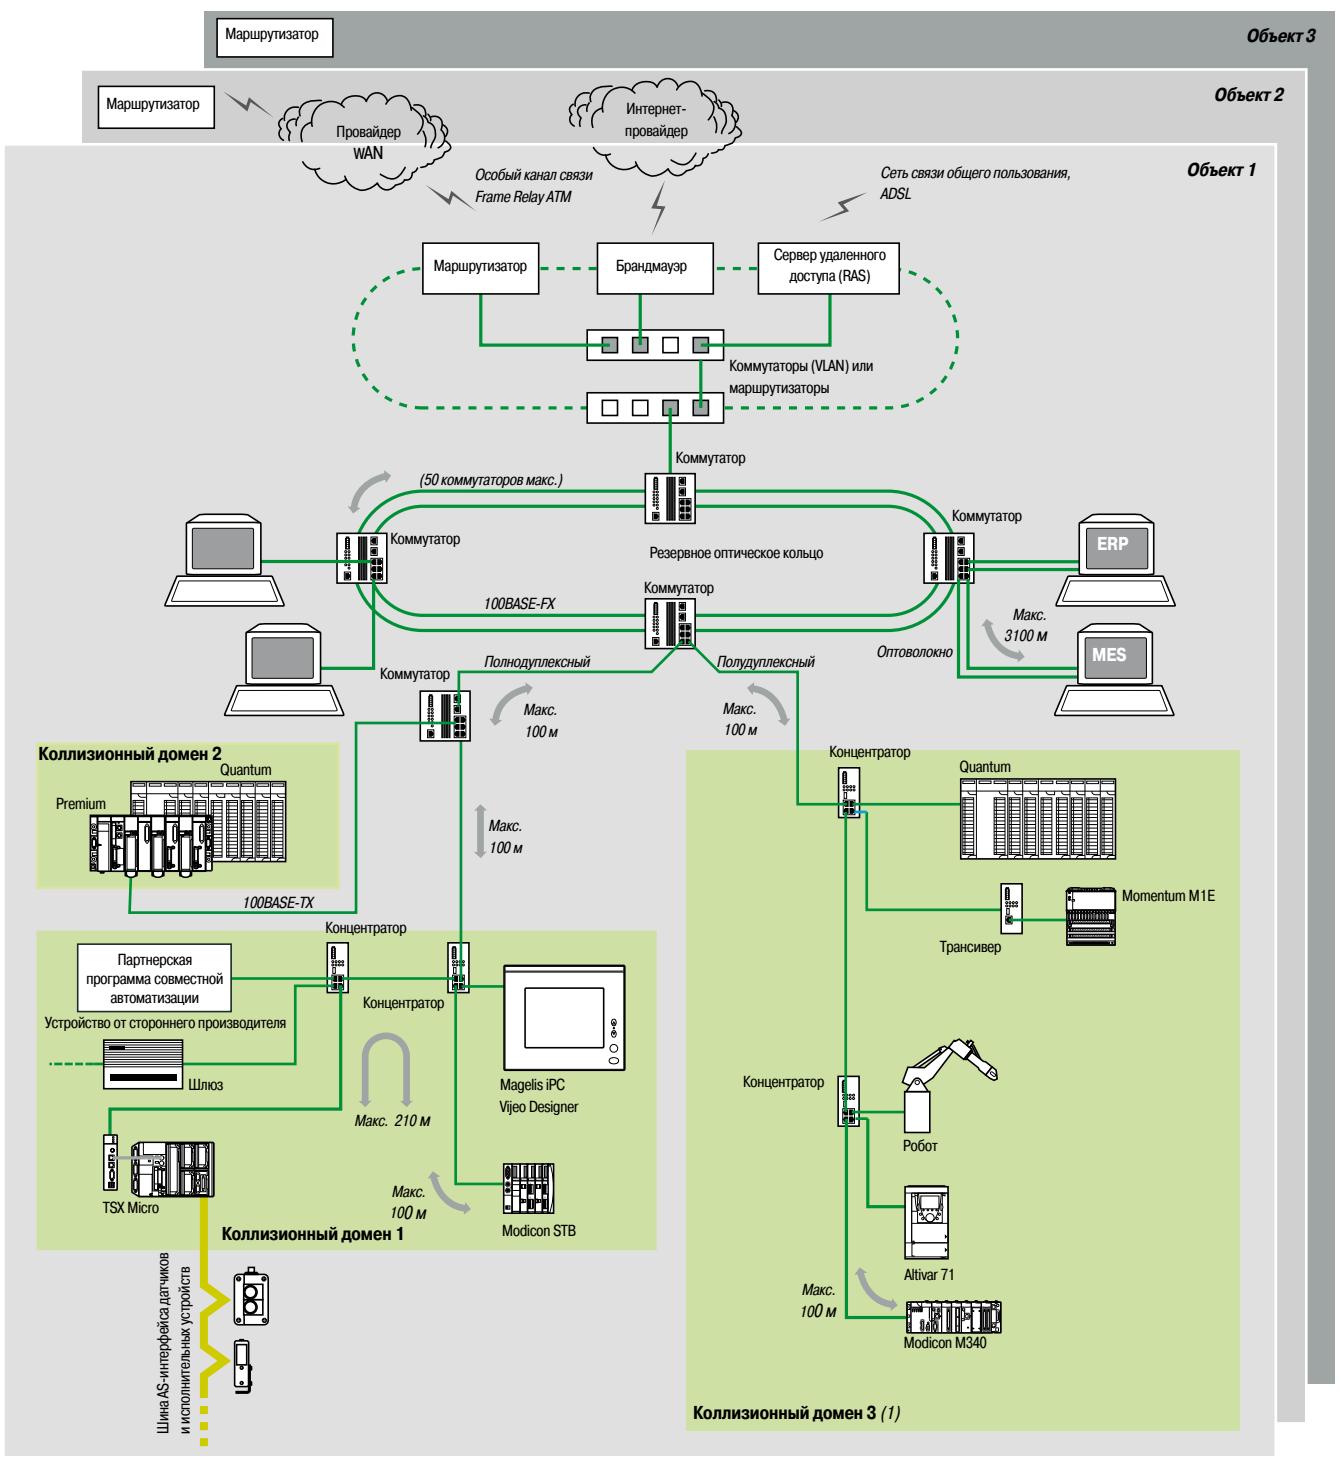 Маршрутизатор
Объект 3
Маршрутизатор
Объект 2
Провайдер
WAN
Интернет-
провайдер
Объект 1
Особый канал связи
Frame Relay ATM
Сеть связи общего пользования,
ADSL
Маршрутизатор
Брандмауэр
Сервер удаленного
доступа (RAS)
Коммутаторы (VLAN) или
маршрутизаторы
Коммутатор
(50 коммутаторов макс.)
Коммутатор
Коммутатор
Резервное оптическое кольцо
ERP
Коммутатор
100BASE-FX
Макс.
3100 м
Оптоволокно
MES
Полнодуплексный
Полудуплексный
Коммутатор
Макс.
100 м
Макс.
100 м
Коллизионный домен 2
Quantum
Premium
Концентратор
Quantum
Макс.
100 м
100BASE-TX
Momentum M1E
Трансивер
Концентратор
Партнерская
программа совместной
автоматизации
Концентратор
Устройство от стороннего производителя
Шлюз
Magelis iPC
Vijeo Designer
Концентратор
Макс. 210 м
Робот
TSX Micro
Макс.
100 м
Modicon STB
Коллизионный домен 1
Шина AS-интерфейса датчиков
и исполнительных устройств
Altivar 71
Макс.
100 м
Modicon M340
Коллизионный домен 3 (1)